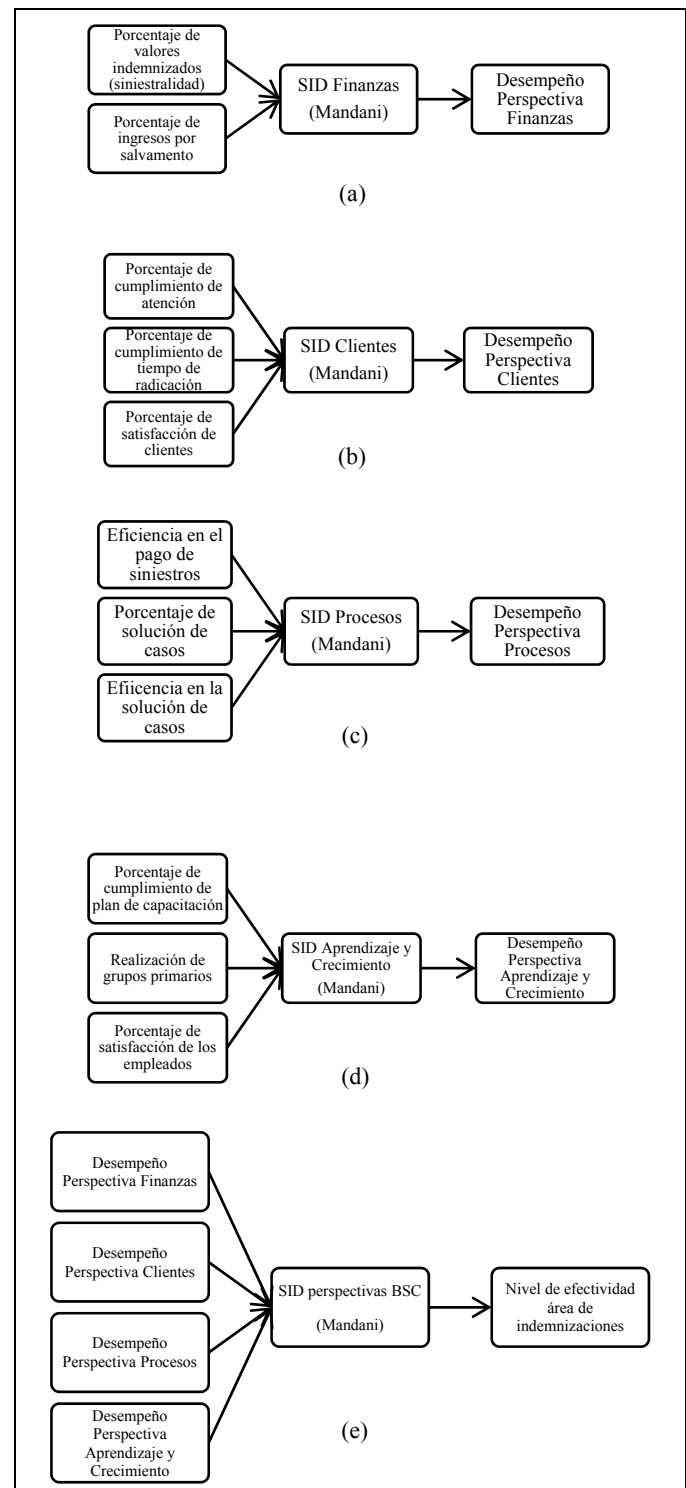 Porcentaje de
valores
indemnizados
(siniestralidad)
Porcentaje de
ingresos por
salvamento
SID Finanzas
(Mandani)
Desempeño
Perspectiva
Finanzas
(a)
Porcentaje de
cumplimiento de
atención
Porcentaje de
cumplimiento de
tiempo de
radicación
Porcentaje de
satisfacción de
clientes
SID Clientes
(Mandani)
Desempeño
Perspectiva
Clientes
(b)
Eficiencia en el
pago de
siniestros
Porcentaje de
solución de
casos
Efiicencia en la
solución de
casos
SID Procesos
(Mandani)
Desempeño
Perspectiva
Procesos
(c)
Porcentaje de
cumplimiento de
plan de capacitación
Realización de
grupos primarios
Porcentaje de
satisfacción de los
empleados
SID Aprendizaje y
Crecimiento
(Mandani)
Desempeño
Perspectiva
Aprendizaje y
Crecimiento
(d)
Desempeño
Perspectiva Finanzas
Desempeño
Perspectiva Clientes
Desempeño
Perspectiva Procesos
Desempeño
Perspectiva
Aprendizaje y
Crecimiento
SID perspectivas BSC
(Mandani)
Nivel de efectividad
área de
indemnizaciones
(e)